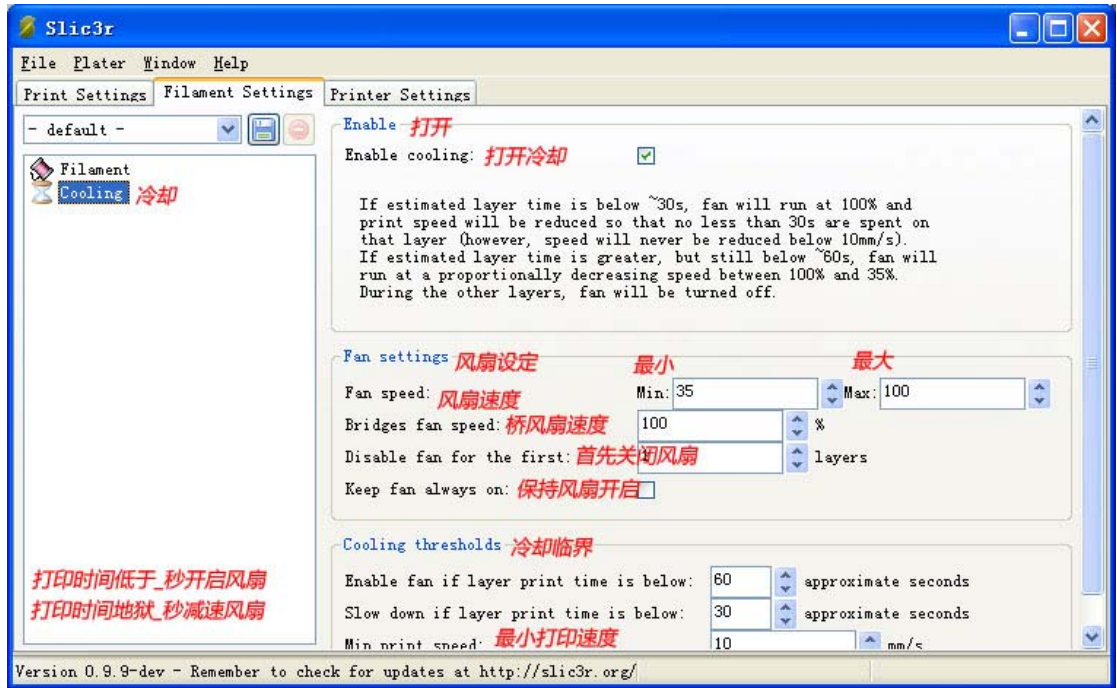 Slic3r
File Plater Window Help
Print Settings Filament Settings Printer Settings
- default -
Filament
Cooling 冷却
打印时间低于_秒开启风扇
打印时间地狱_秒减速风扇
Enable 打开
Enable cooling: 打开冷却
If estimated layer time is below ~30s, fan will run at 100% and
print speed will be reduced so that no less than 30s are spent on
that layer (however, speed will never be reduced below 10mm/s).
If estimated layer time is greater, but still below ~60s, fan will
run at a proportionally decreasing speed between 100% and 35%.
During the other layers, fan will be turned off.
Fan settings 风扇设定 最小 最大
Fan speed: 风扇速度 Min: 35 Max: 100
Bridges fan speed: 桥风扇速度 100 %
Disable fan for the first: 首先关闭风扇 layers
Keep fan always on: 保持风扇开启
Cooling thresholds 冷却临界
Enable fan if layer print time is below: 60 approximate seconds
Slow down if layer print time is below: 30 approximate seconds
Min print speed: 最小打印速度 10 mm/s
Version 0.9.9-dev - Remember to check for updates at http://slic3r.org/